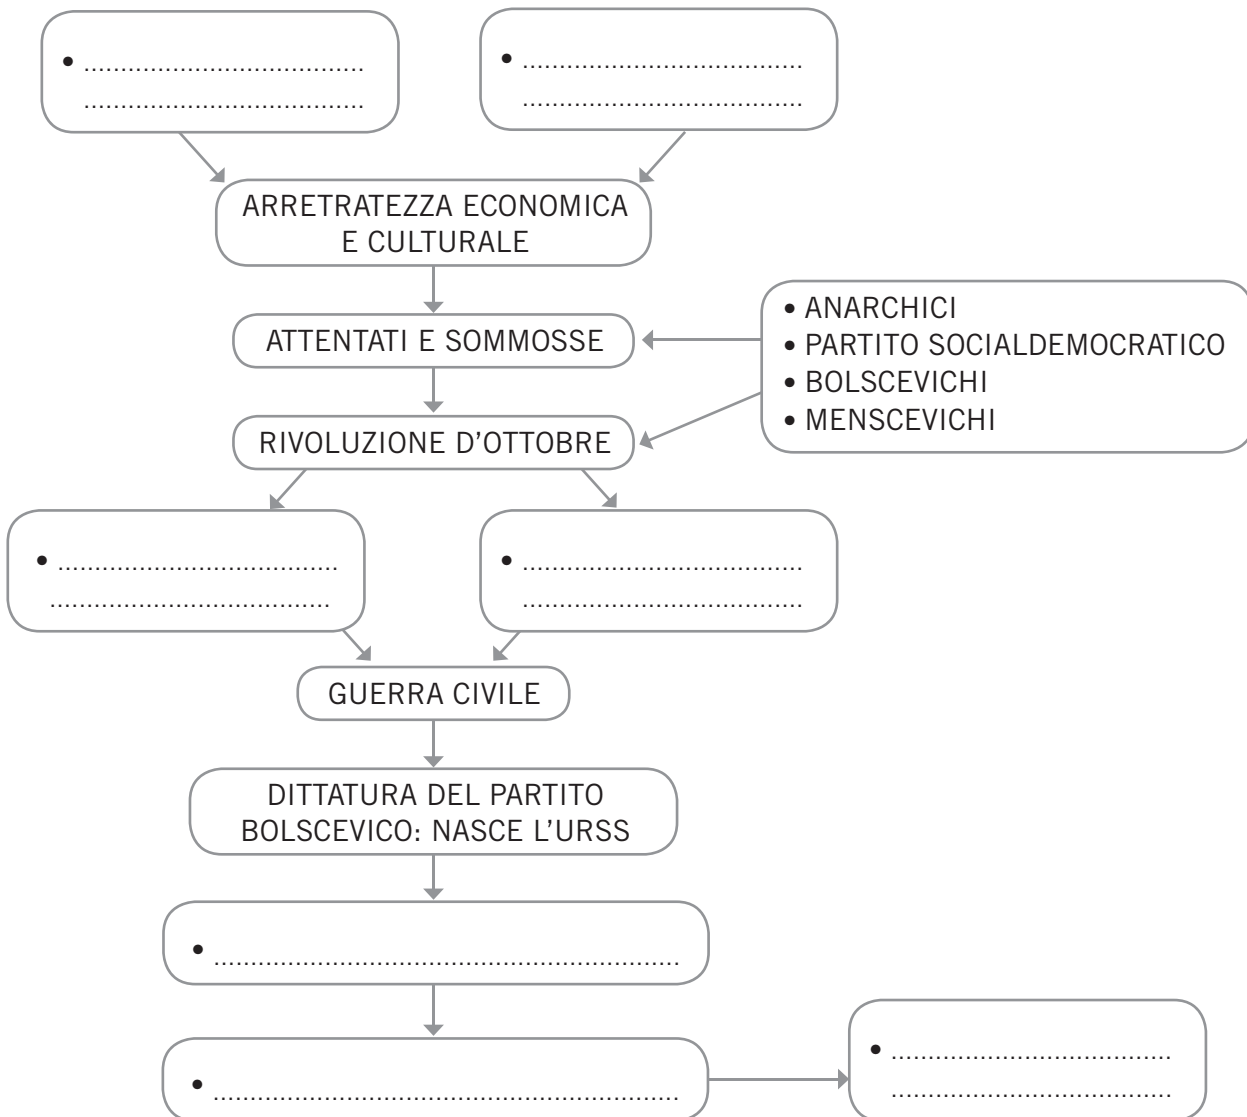 • ......................................
......................................
• ......................................
......................................
ARRETRATEZZA ECONOMICA
E CULTURALE
ATTENTATI E SOMMOSSE
• ANARCHICI
• PARTITO SOCIALDEMOCRATICO
• BOLSCEVICHI
• MENSCEVICHI
RIVOLUZIONE D'OTTOBRE
• ......................................
......................................
• ......................................
......................................
GUERRA CIVILE
DITTATURA DEL PARTITO
BOLSCEVICO: NASCE L'URSS
• ...............................................................
• ...............................................................
• ......................................
......................................